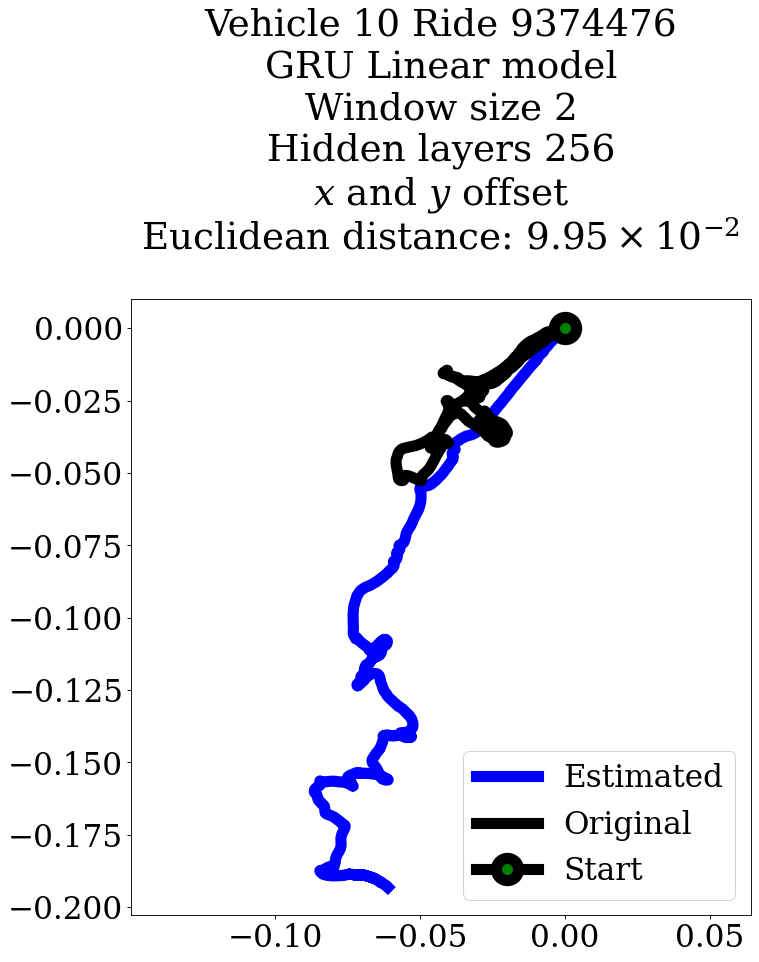 Vehicle 10 Ride 9374476
GRU Linear model
Window size 2
Hidden layers 256
x and y offset
Euclidean distance: 9.95 × 10⁻²
0.000
−0.025
−0.050
−0.075
−0.100
−0.125
−0.150
−0.175
−0.200
Estimated
Original
Start
−0.10 −0.05 0.00 0.05